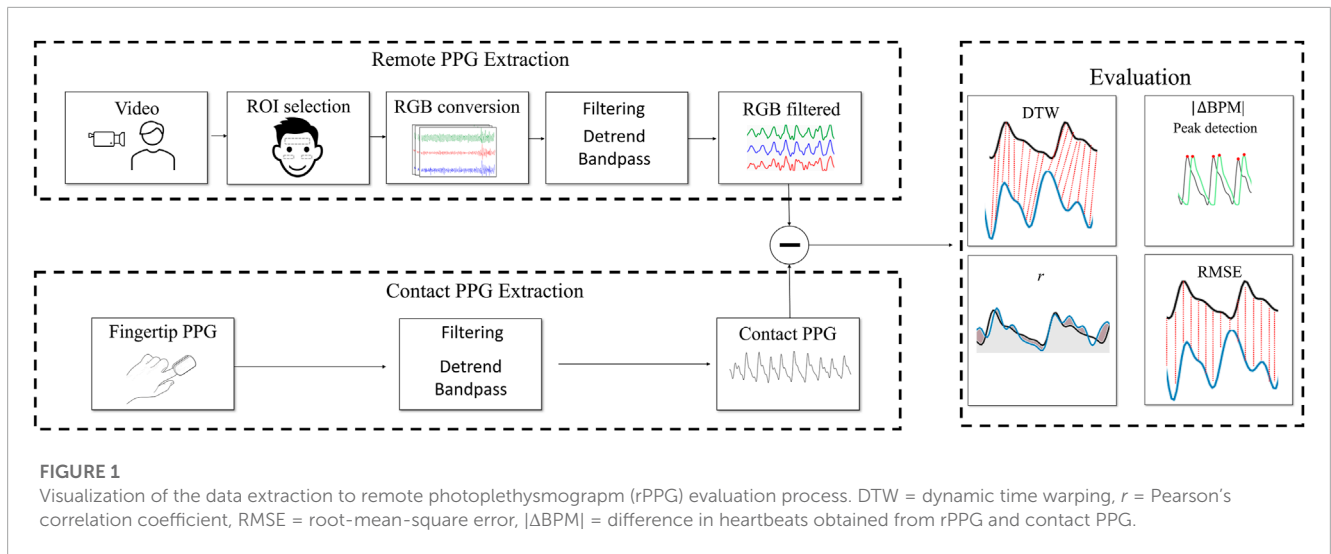 Remote PPG Extraction
Video
ROI selection
RGB conversion
Filtering
Detrend
Bandpass
RGB filtered
Contact PPG Extraction
Fingertip PPG
Filtering
Detrend
Bandpass
Contact PPG
Evaluation
DTW
|ΔBPM|
Peak detection
r
RMSE
FIGURE 1
Visualization of the data extraction to remote photoplethysmograpm (rPPG) evaluation process. DTW = dynamic time warping, r = Pearson's
correlation coefficient, RMSE = root-mean-square error, |ΔBPM| = difference in heartbeats obtained from rPPG and contact PPG.